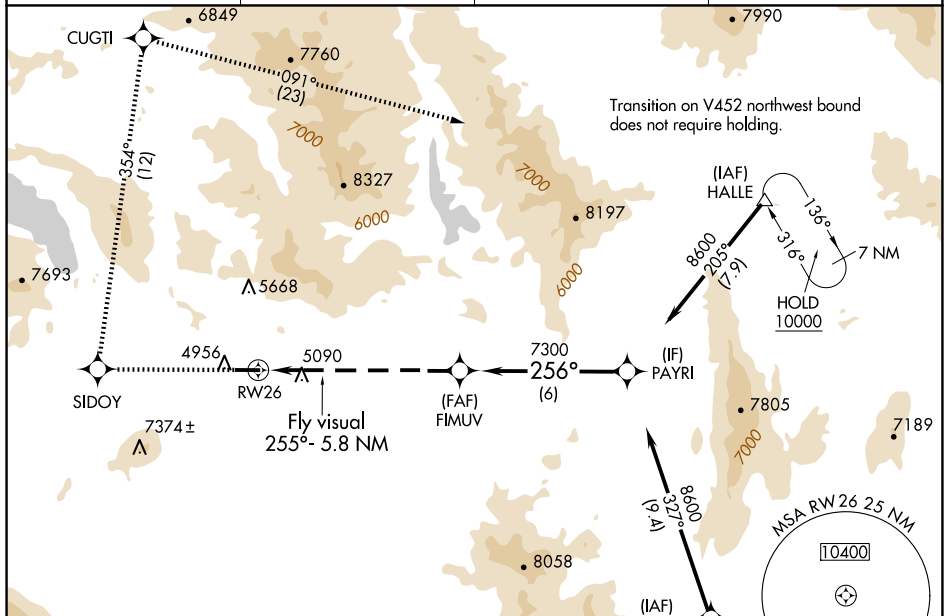 6849
7990
CUGTI
7760
091°
(23)
Transition on V452 northwest bound
does not require holding.
7000
354°
(12)
8327
7000
(IAF)
HALLE
136°
6000
8197
8600
205°
(7.9)
316°
7 NM
7693
5668
6000
HOLD
10000
4956
5090
7300
256°
(6)
(IF)
PAYRI
SIDOY
RW26
(FAF)
FIMUV
Fly visual
255°- 5.8 NM
7805
7189
7374±
7000
8600
327°
(9.4)
MSA RW26 25 NM
10400
8058
(IAF)